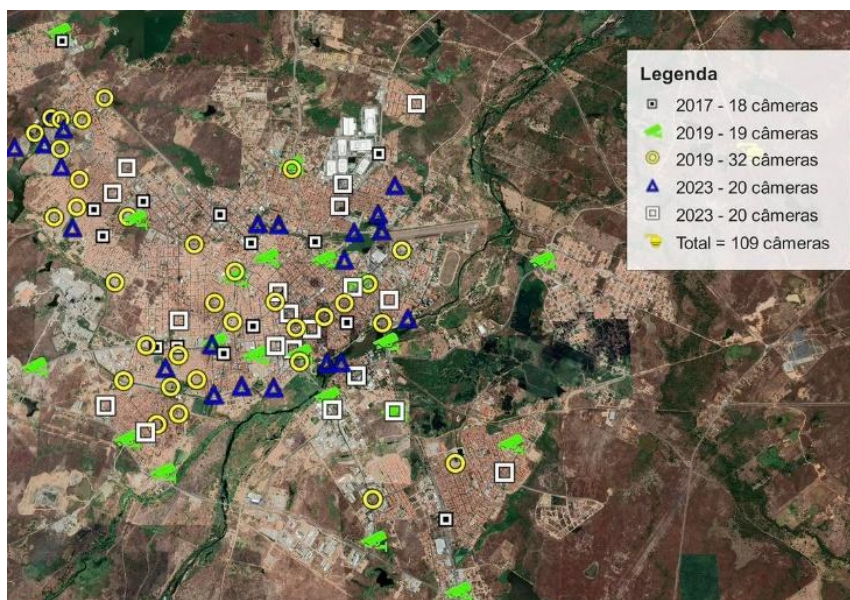 Legenda
2017 - 18 câmeras
2019 - 19 câmeras
2019 - 32 câmeras
2023 - 20 câmeras
2023 - 20 câmeras
Total = 109 câmeras